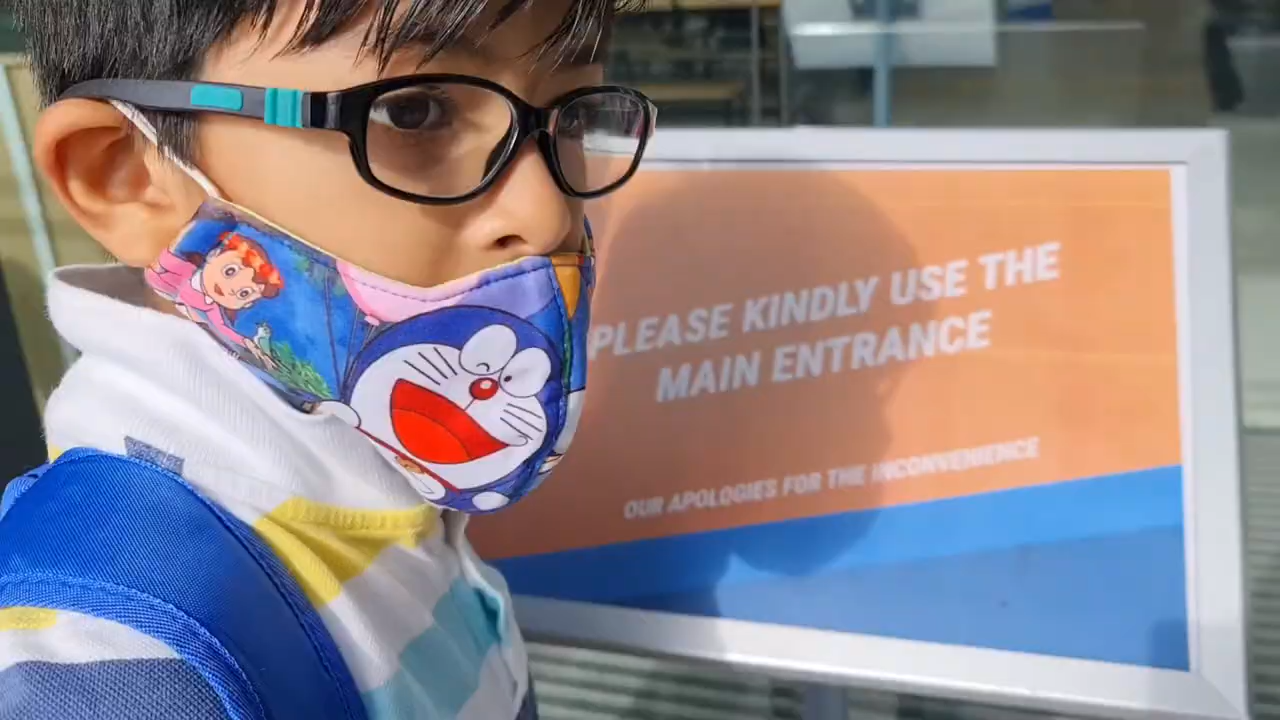 PLEASE KINDLY USE THE
MAIN ENTRANCE
OUR APOLOGIES FOR THE INCONVENIENCE